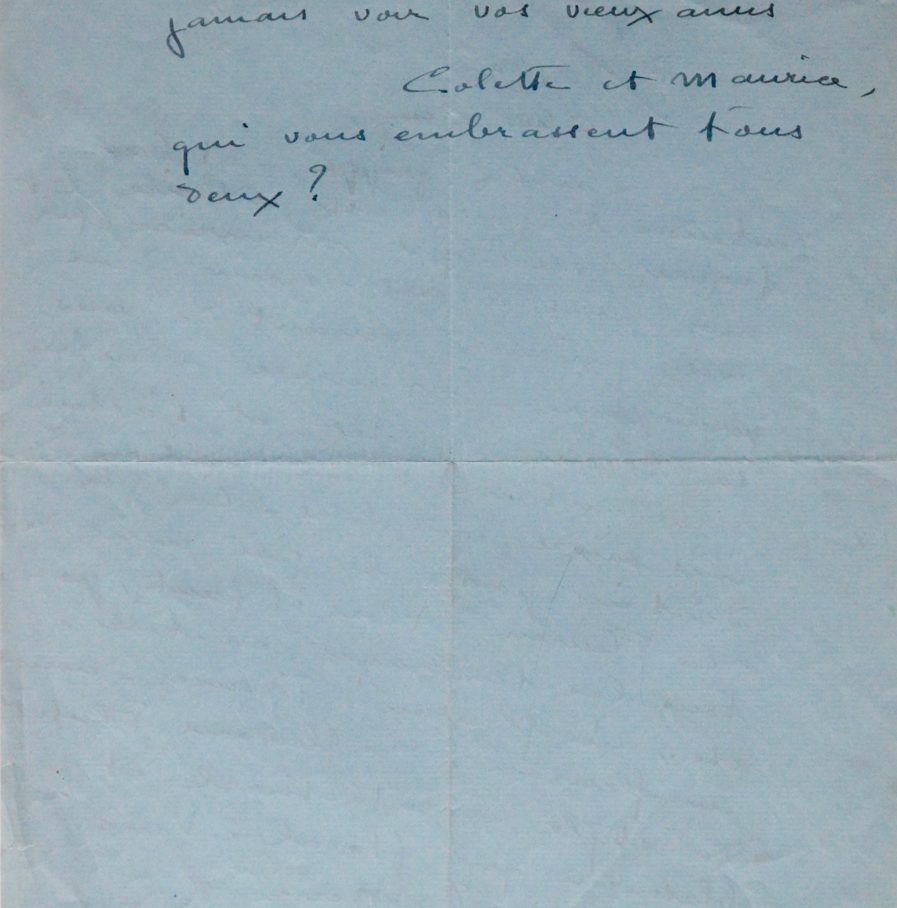 jamais voir vos vieux amis
Colette et Maurice,
qui vous embrassent tous
deux ?